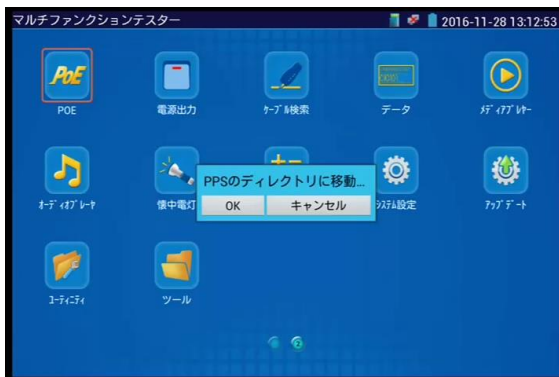 マルチファンクションテスター
2016-11-28 13:12:53
PoE
POE
電源出力
ケーブル検索
データ
メディアプレヤー
オーディオプレーヤ
懐中電灯
システム設定
アップデート
PPSのディレクトリに移動...
OK
キャンセル
ユーティニティ
ツール
2